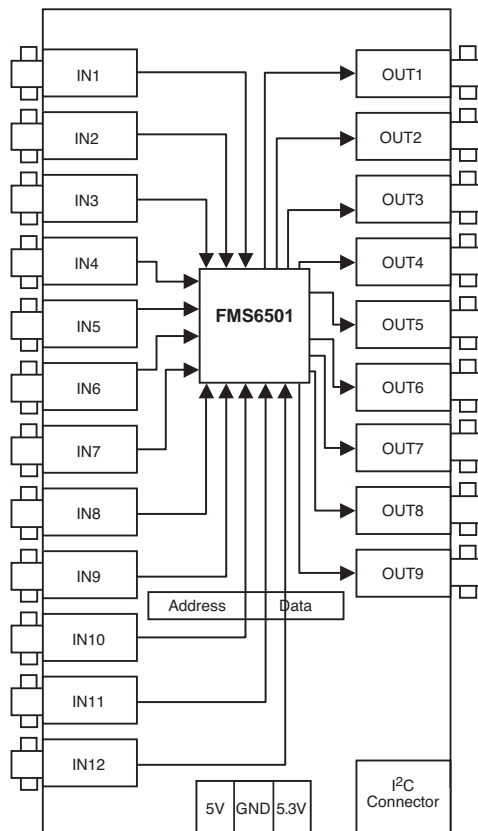 IN1
IN2
IN3
IN4
IN5
IN6
IN7
IN8
IN9
IN10
IN11
IN12
FMS6501
OUT1
OUT2
OUT3
OUT4
OUT5
OUT6
OUT7
OUT8
OUT9
Address Data
5V GND 5.3V
I²C
Connector